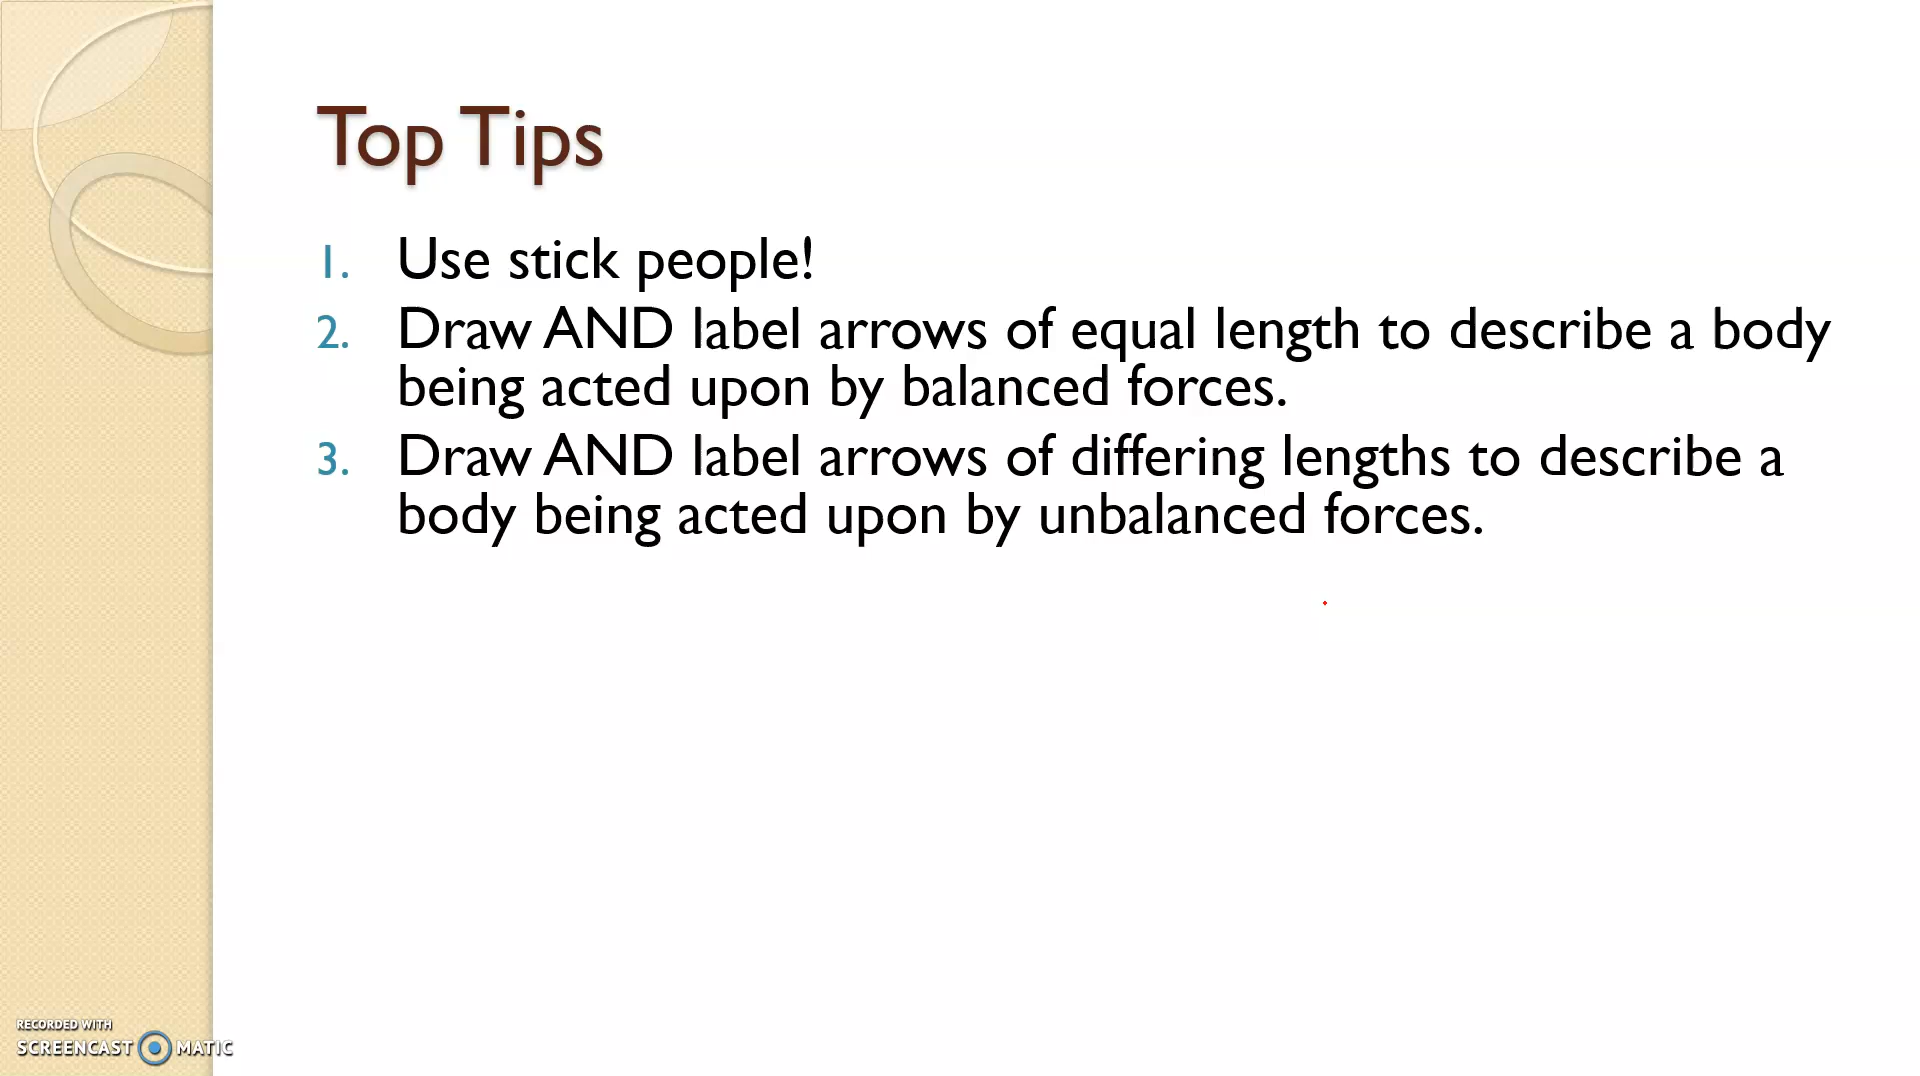 Top Tips
1. Use stick people!
2. Draw AND label arrows of equal length to describe a body
being acted upon by balanced forces.
3. Draw AND label arrows of differing lengths to describe a
body being acted upon by unbalanced forces.
RECORDED WITH
SCREENCAST MATIC